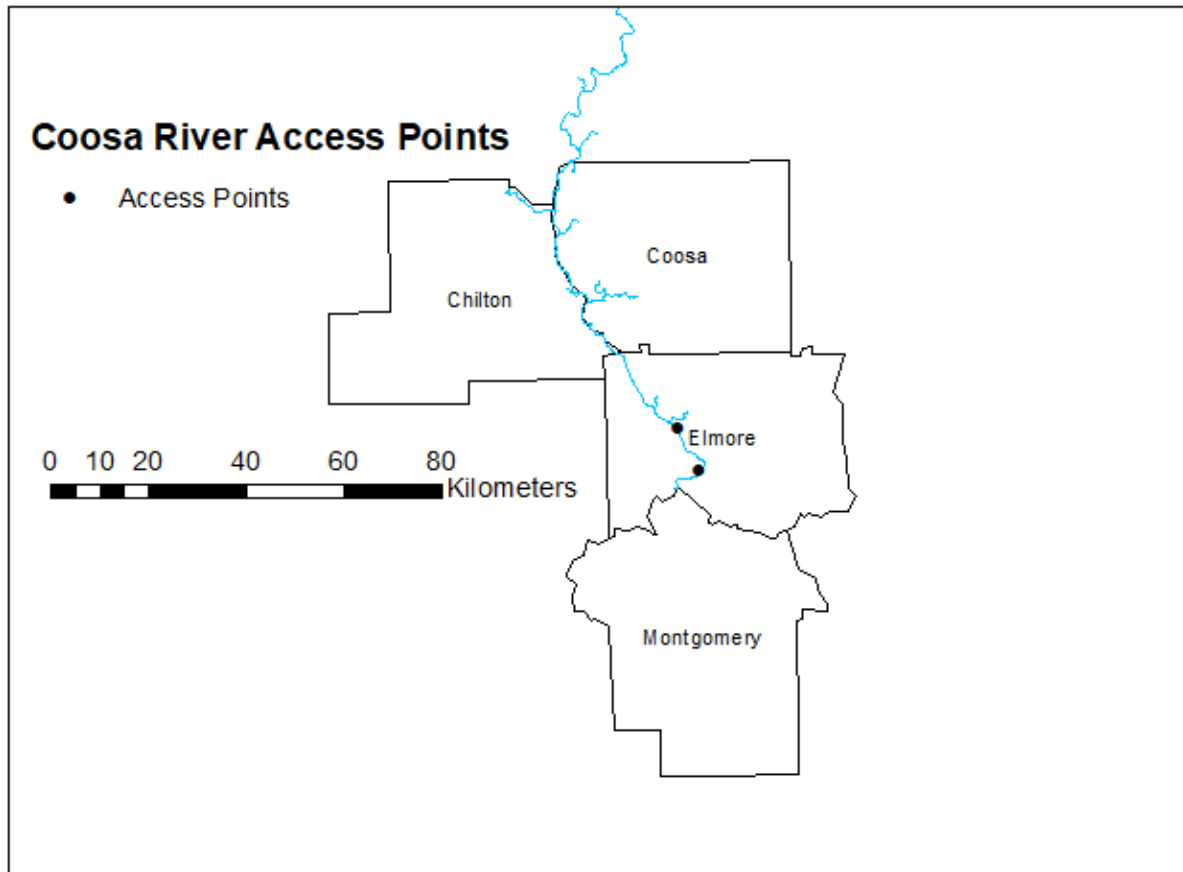 Coosa River Access Points
Access Points
Coosa
Chilton
Elmore
0 10 20 40 60 80
Kilometers
Montgomery